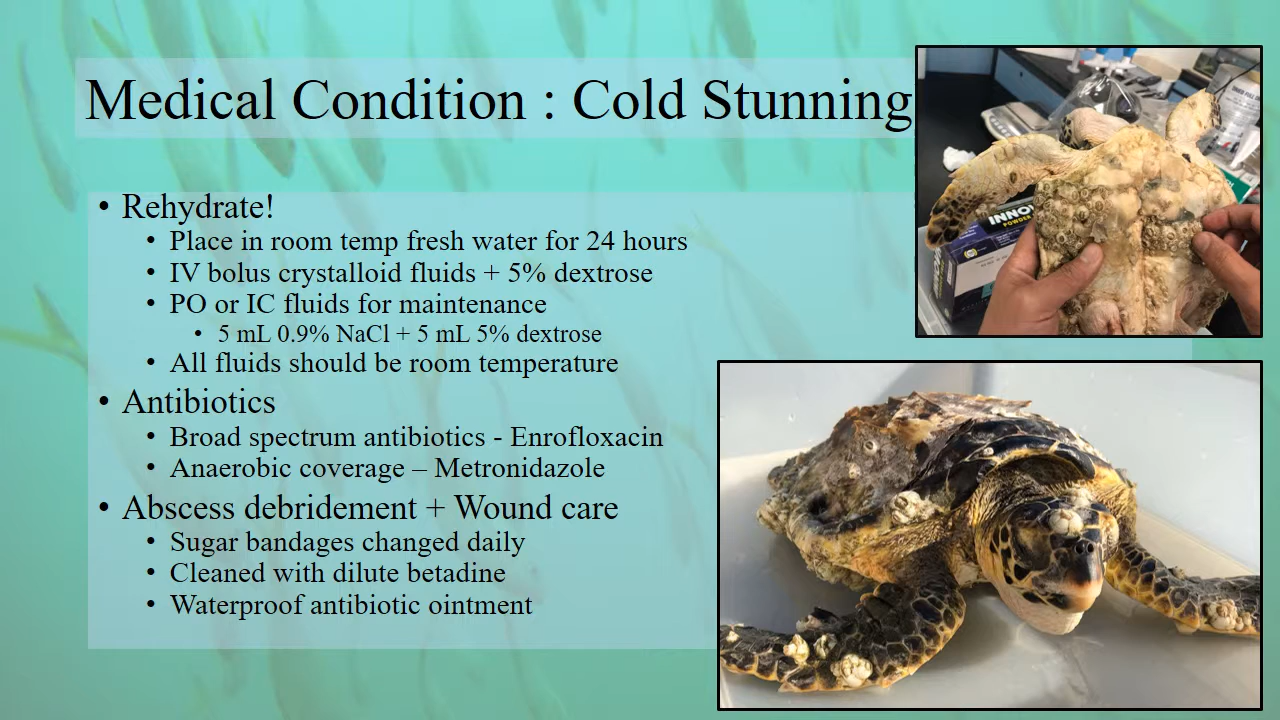 Medical Condition : Cold Stunning
• Rehydrate!
• Place in room temp fresh water for 24 hours
• IV bolus crystalloid fluids + 5% dextrose
• PO or IC fluids for maintenance
• 5 mL 0.9% NaCl + 5 mL 5% dextrose
• All fluids should be room temperature
• Antibiotics
• Broad spectrum antibiotics - Enrofloxacin
• Anaerobic coverage – Metronidazole
• Abscess debridement + Wound care
• Sugar bandages changed daily
• Cleaned with dilute betadine
• Waterproof antibiotic ointment
POWDER